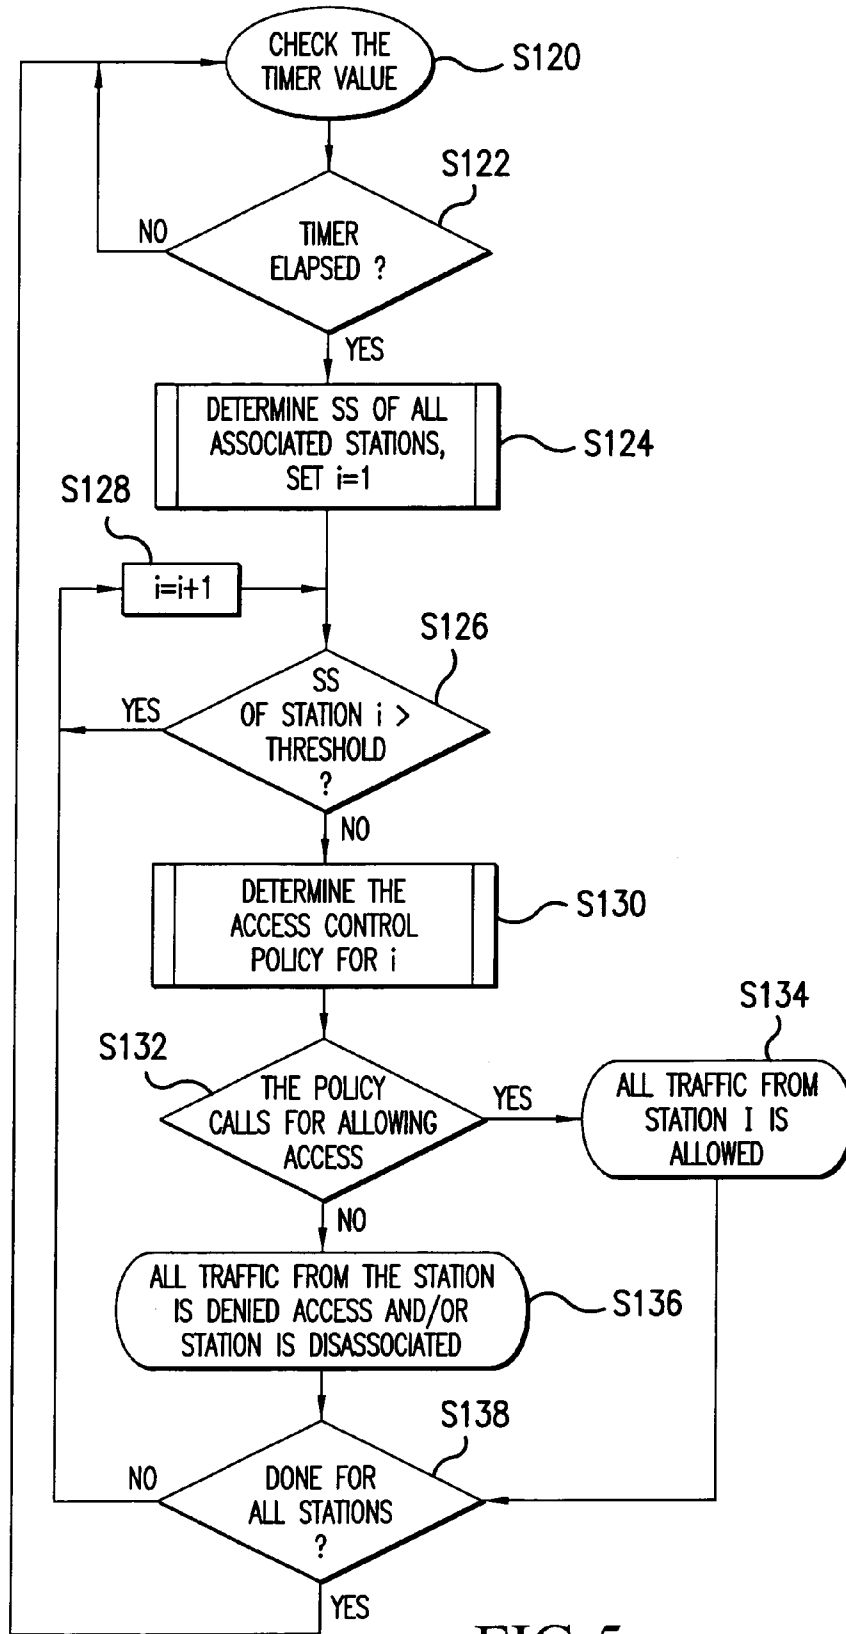 CHECK THE
TIMER VALUE
S120
S122
NO
TIMER
ELAPSED ?
YES
DETERMINE SS OF ALL
ASSOCIATED STATIONS,
SET i=1
S124
S128
i=i+1
S126
YES
SS
OF STATION i >
THRESHOLD
?
NO
DETERMINE THE
ACCESS CONTROL
POLICY FOR i
S130
S134
S132
THE POLICY
CALLS FOR ALLOWING
ACCESS
YES
ALL TRAFFIC FROM
STATION I IS
ALLOWED
NO
ALL TRAFFIC FROM THE STATION
IS DENIED ACCESS AND/OR
STATION IS DISASSOCIATED
S136
S138
NO
DONE FOR
ALL STATIONS
?
YES
FIG.5